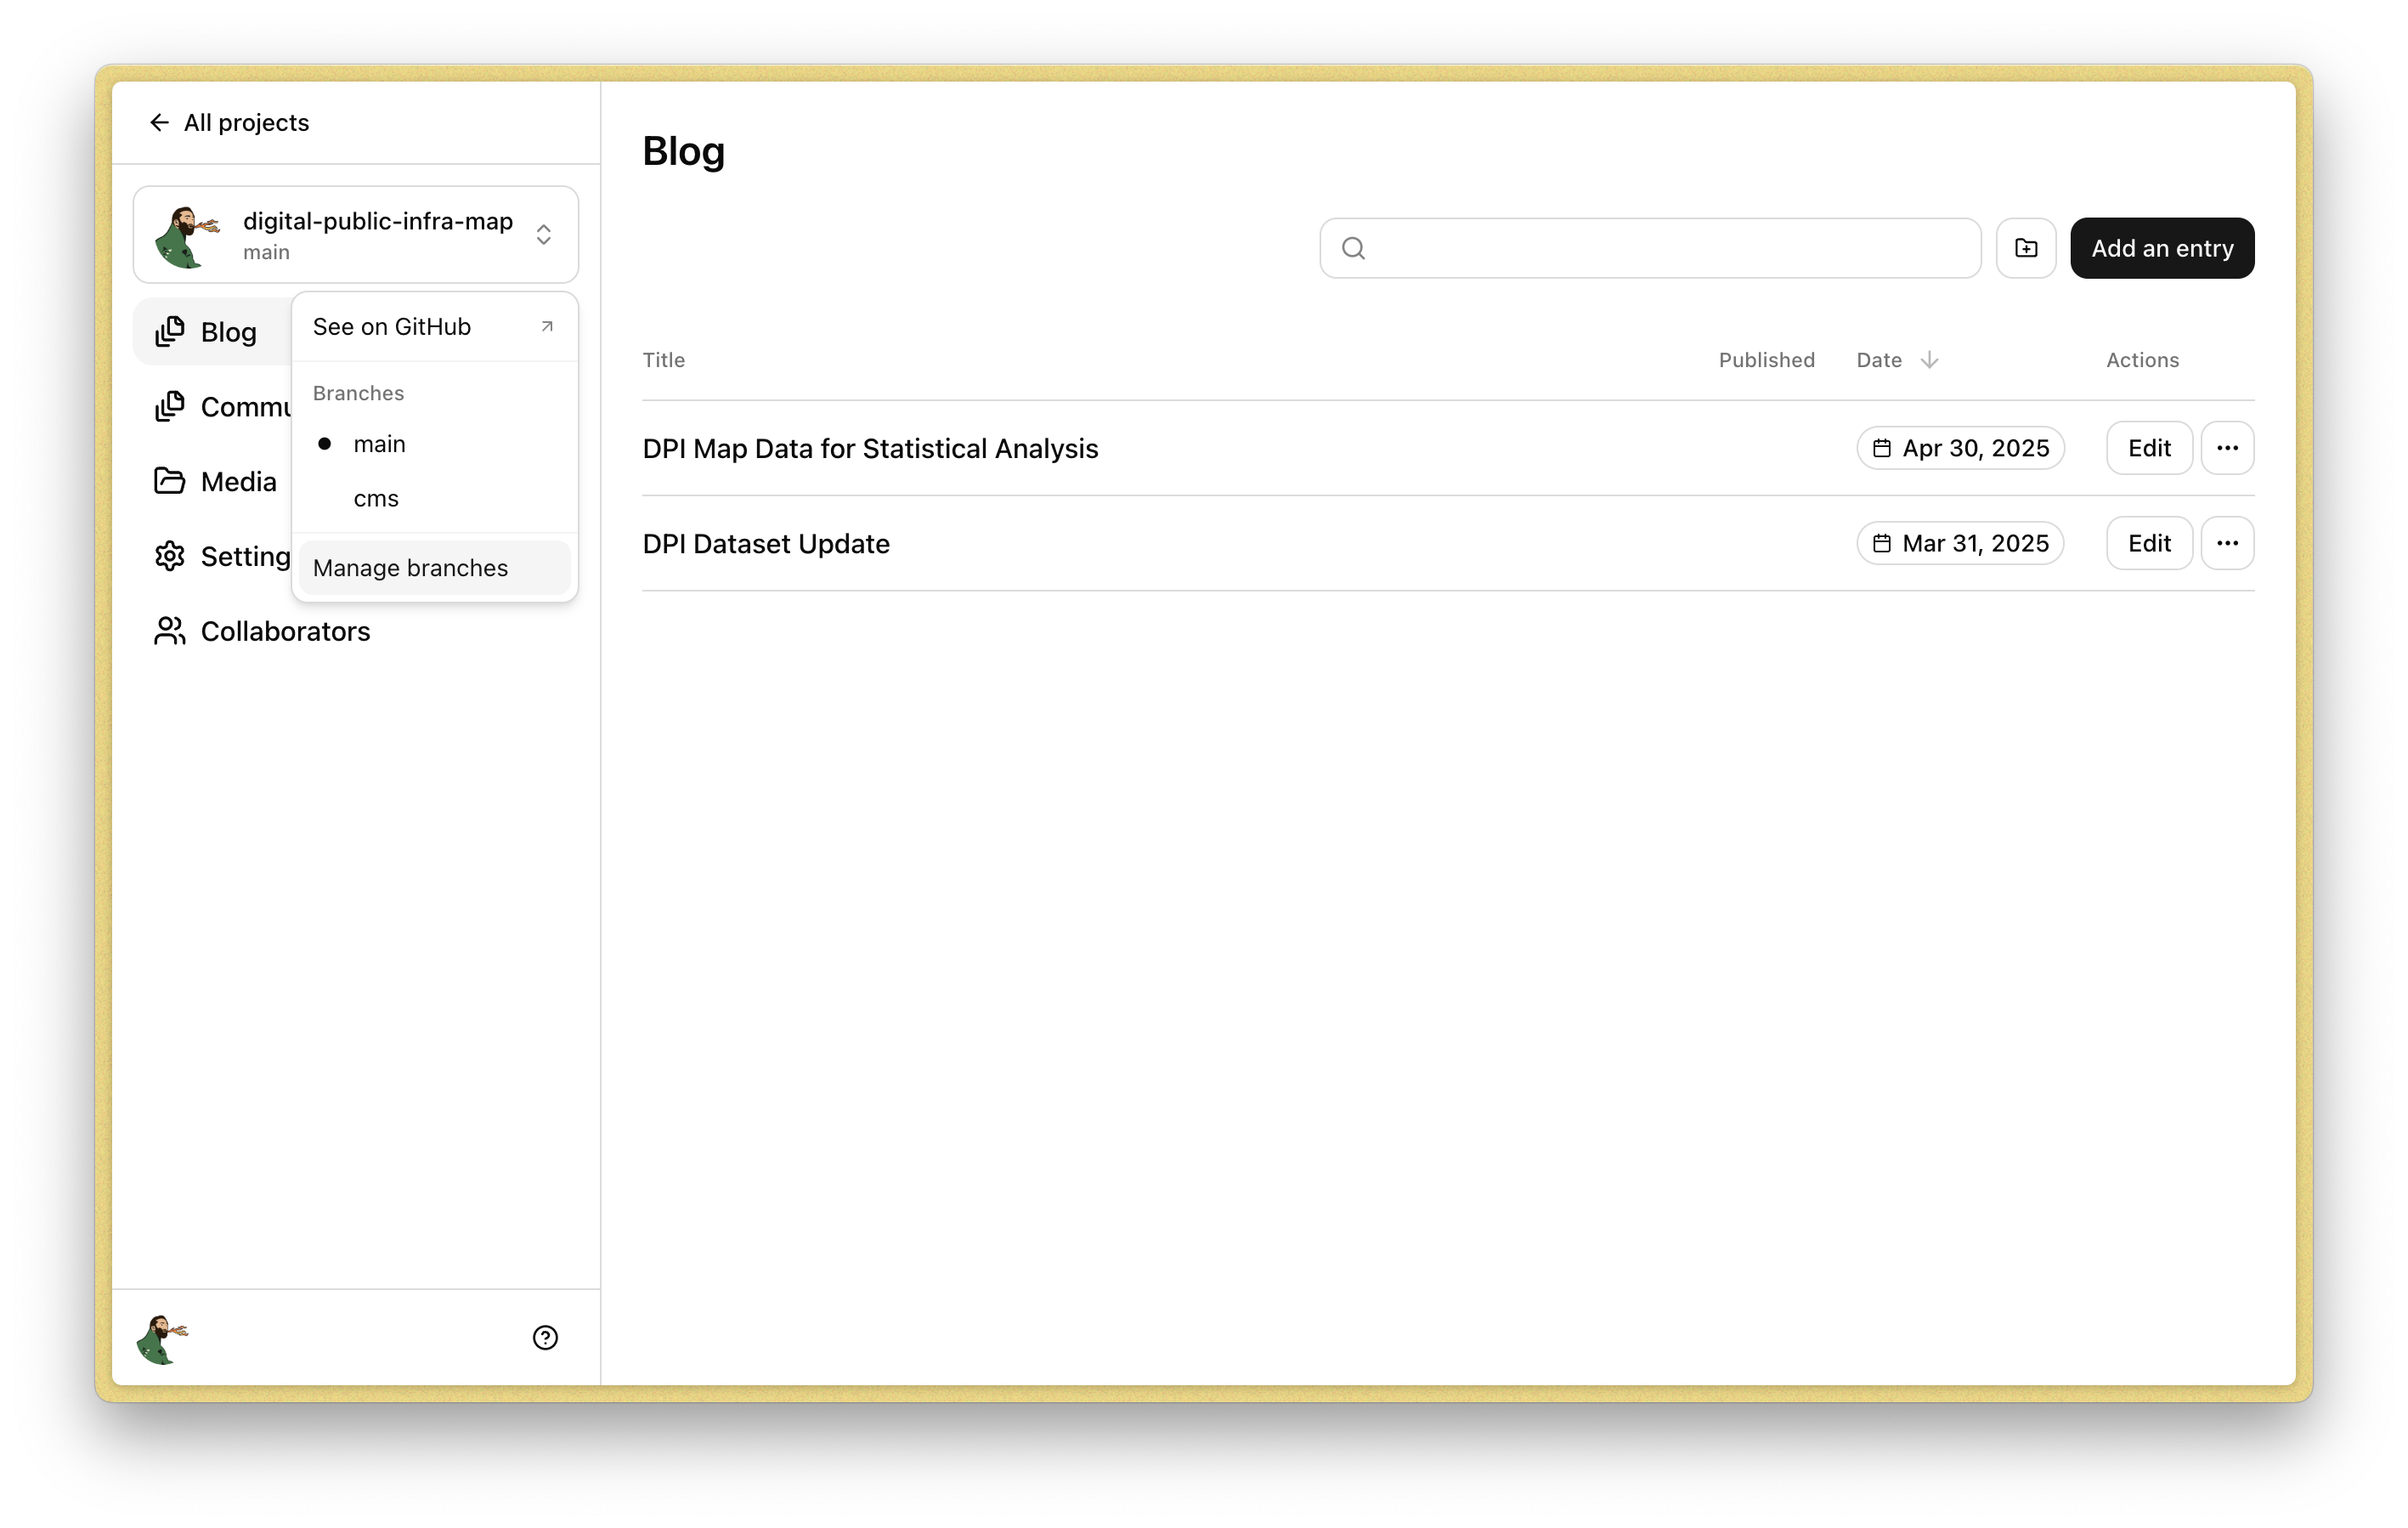 All projects
digital-public-infra-map
main
Blog
Commu
Media
Setting
Collaborators
See on GitHub
Branches
main
cms
Manage branches
Blog
Add an entry
Title Published Date Actions
DPI Map Data for Statistical Analysis Apr 30, 2025 Edit
DPI Dataset Update Mar 31, 2025 Edit